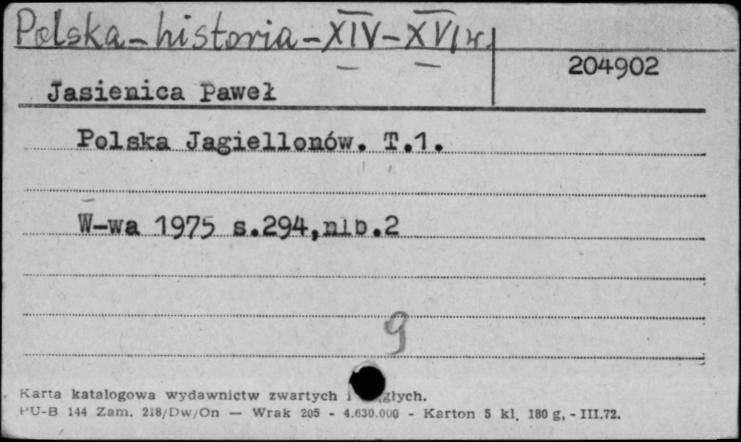 Polska-historia-XIV-XVIw.
204902
Jasienica Paweł
Polska Jagiellonów. T.1.
W-wa 1975 s.294,nlb.2
9
Karta katalogowa wydawnictw zwartych i
PU-B 144 Zam. 218/Dw/On — Wrak 205 - 4.630.000 - Karton 5 kl. 180 g, - III.72.